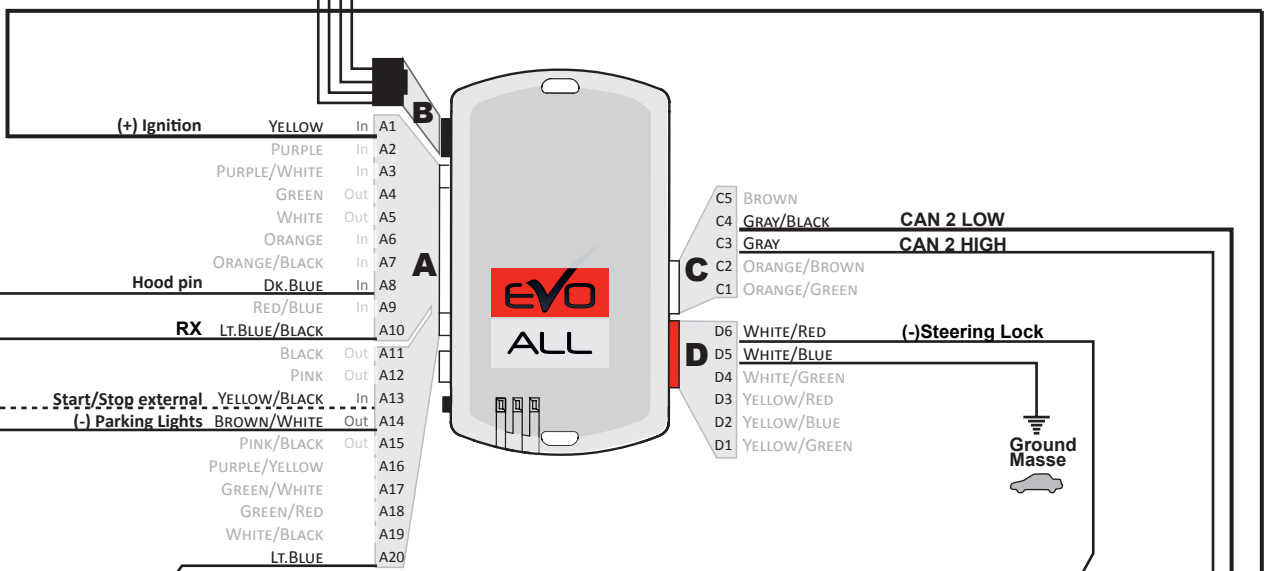 B
(+) Ignition YELLOW In A1
PURPLE In A2
PURPLE/WHITE In A3
GREEN Out A4
WHITE Out A5
ORANGE In A6
ORANGE/BLACK In A7
Hood pin DK.BLUE In A8
RED/BLUE In A9
RX LT.BLUE/BLACK A10
BLACK Out A11
PINK Out A12
Start/Stop external YELLOW/BLACK In A13
(-) Parking Lights BROWN/WHITE Out A14
PINK/BLACK Out A15
PURPLE/YELLOW A16
GREEN/WHITE A17
GREEN/RED A18
WHITE/BLACK A19
LT.BLUE A20
A
EVO
ALL
C
C5 BROWN
C4 GRAY/BLACK CAN 2 LOW
C3 GRAY CAN 2 HIGH
C2 ORANGE/BROWN
C1 ORANGE/GREEN
D
D6 WHITE/RED (-)Steering Lock
D5 WHITE/BLUE
D4 WHITE/GREEN
D3 YELLOW/RED
D2 YELLOW/BLUE
D1 YELLOW/GREEN
Ground
Masse